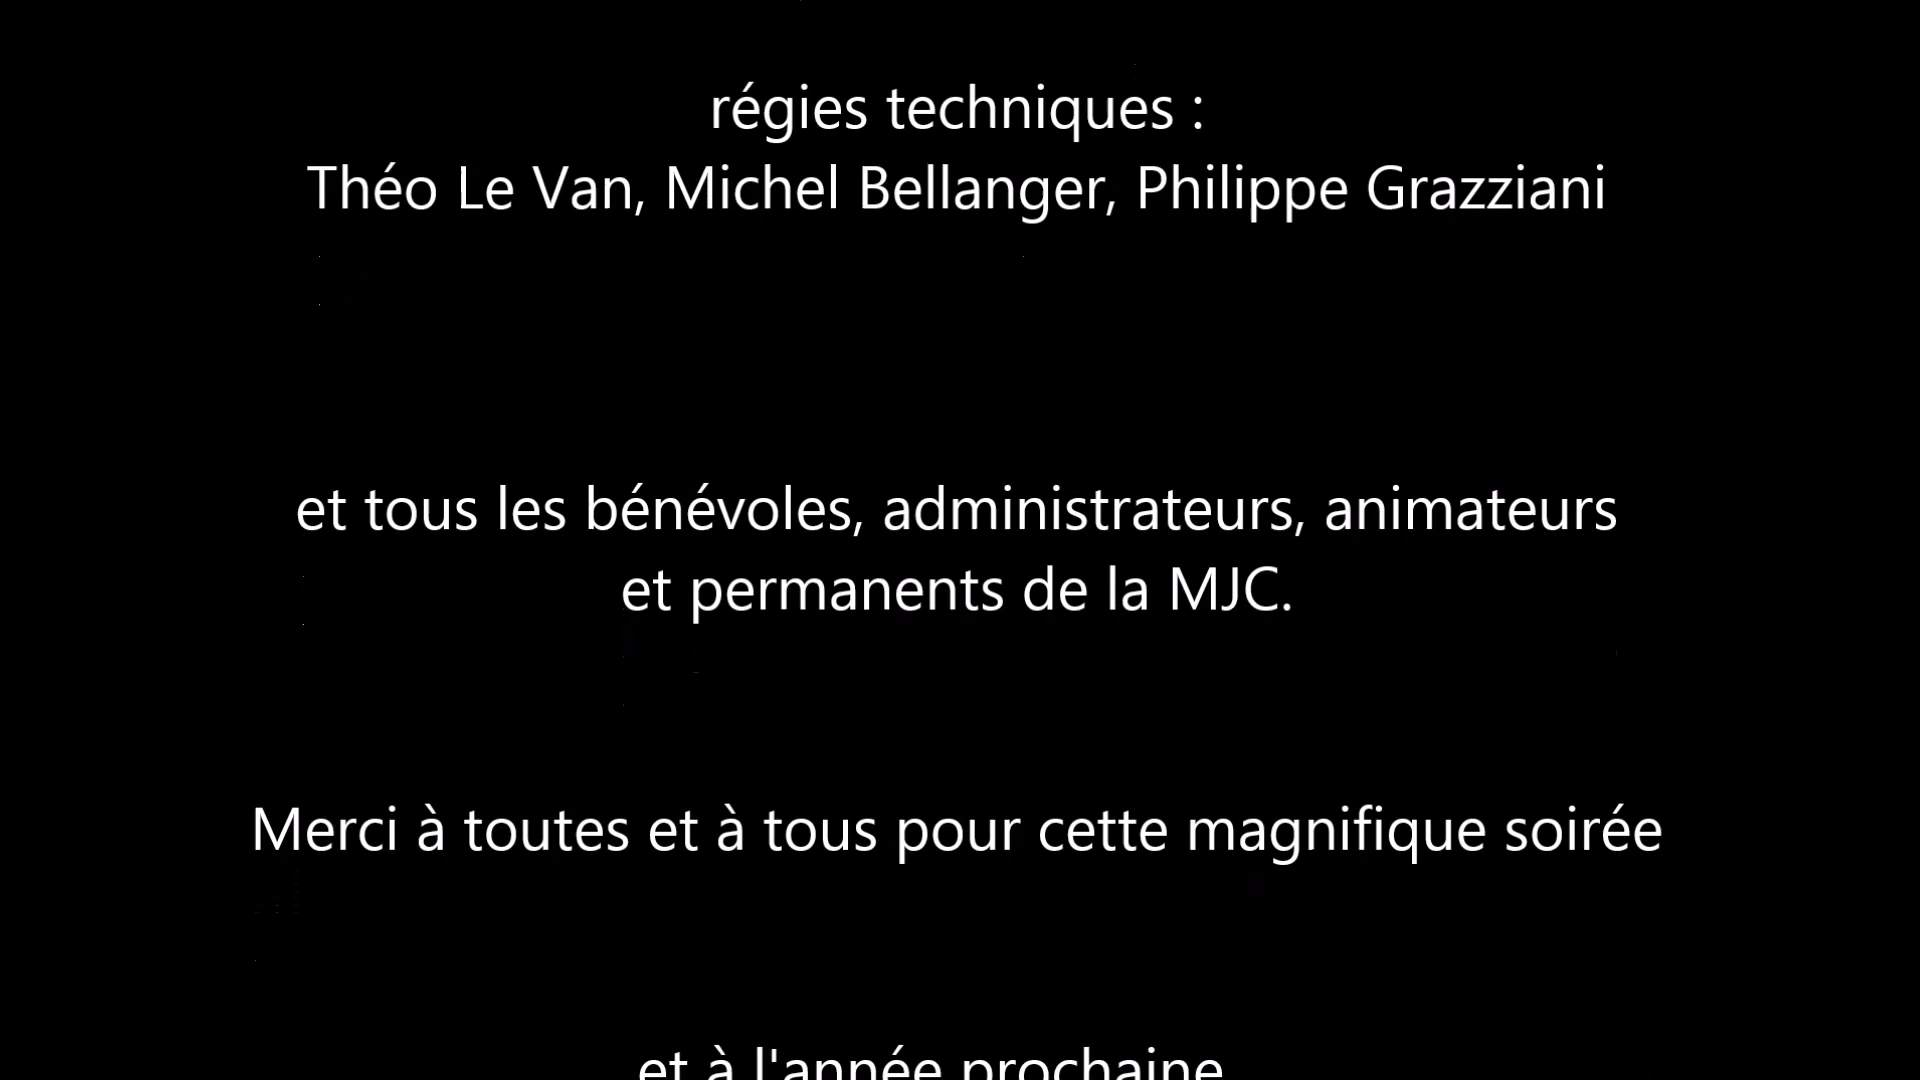 régies techniques :
Théo Le Van, Michel Bellanger, Philippe Grazziani
et tous les bénévoles, administrateurs, animateurs
et permanents de la MJC.
Merci à toutes et à tous pour cette magnifique soirée
et à l'année prochaine